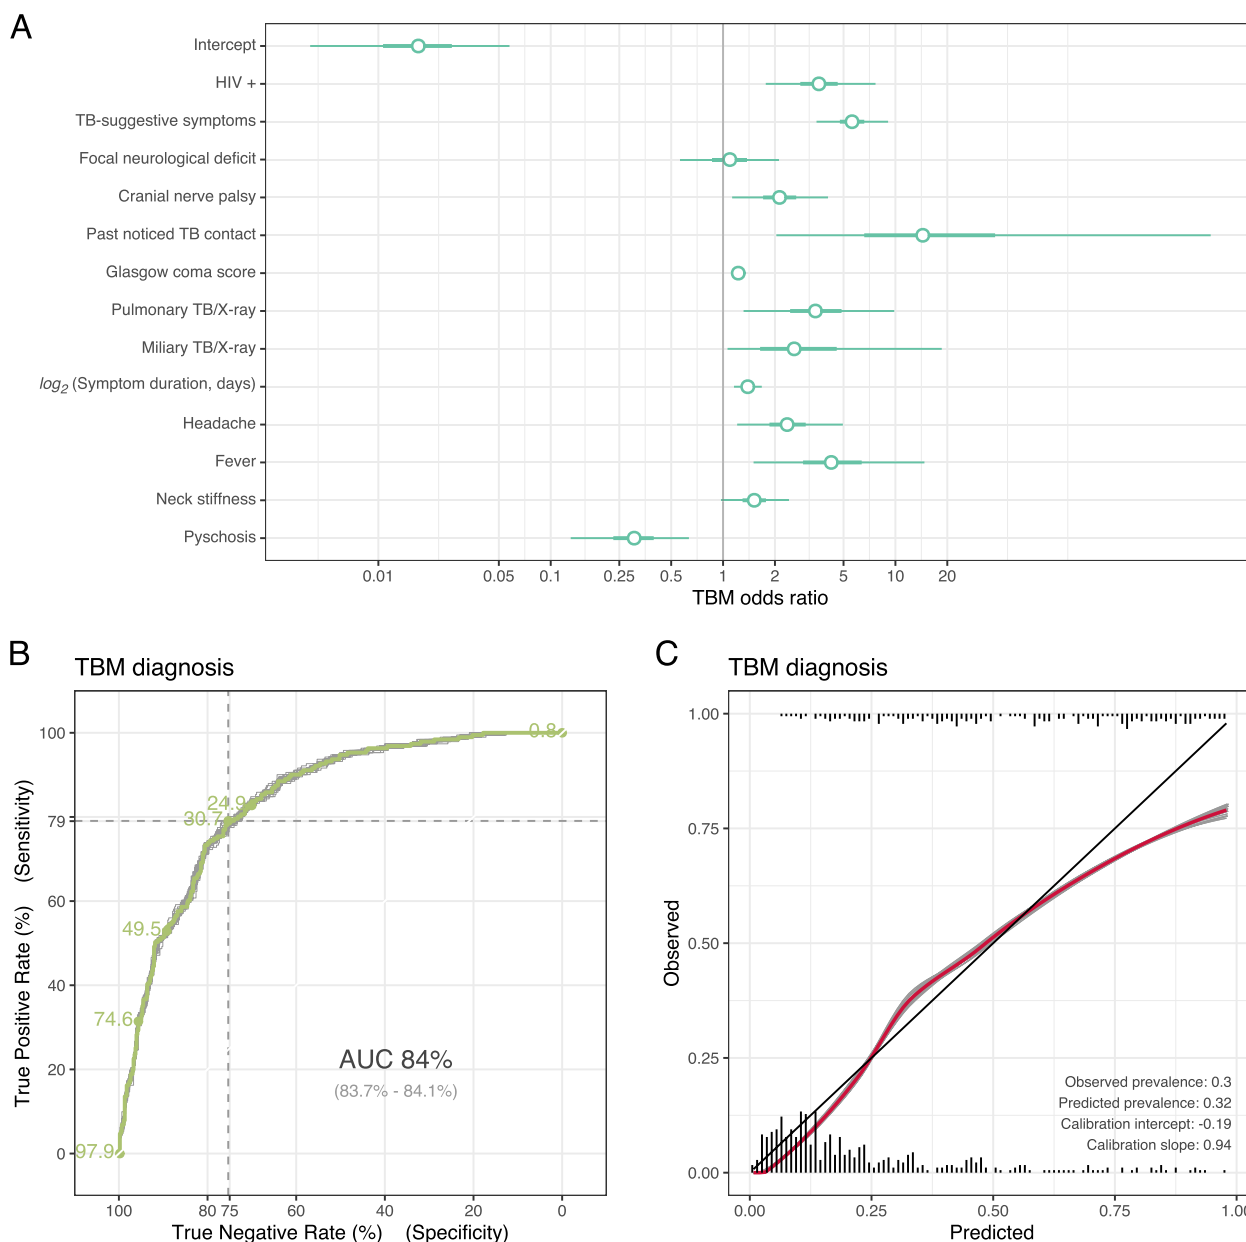 A
Intercept
HIV +
TB-suggestive symptoms
Focal neurological deficit
Cranial nerve palsy
Past noticed TB contact
Glasgow coma score
Pulmonary TB/X-ray
Miliary TB/X-ray
log2 (Symptom duration, days)
Headache
Fever
Neck stiffness
Pyschosis
0.01 0.05 0.1 0.25 0.5 1 2 5 10 20
TBM odds ratio
B
TBM diagnosis
True Positive Rate (%) (Sensitivity)
100
79
60
40
20
0
0.8
24.9
30.7
49.5
74.6
97.9
AUC 84%
(83.7% - 84.1%)
100 80 75 60 40 20 0
True Negative Rate (%) (Specificity)
C
TBM diagnosis
Observed
1.00
0.75
0.50
0.25
0.00
Observed prevalence: 0.3
Predicted prevalence: 0.32
Calibration intercept: -0.19
Calibration slope: 0.94
0.00 0.25 0.50 0.75 1.00
Predicted